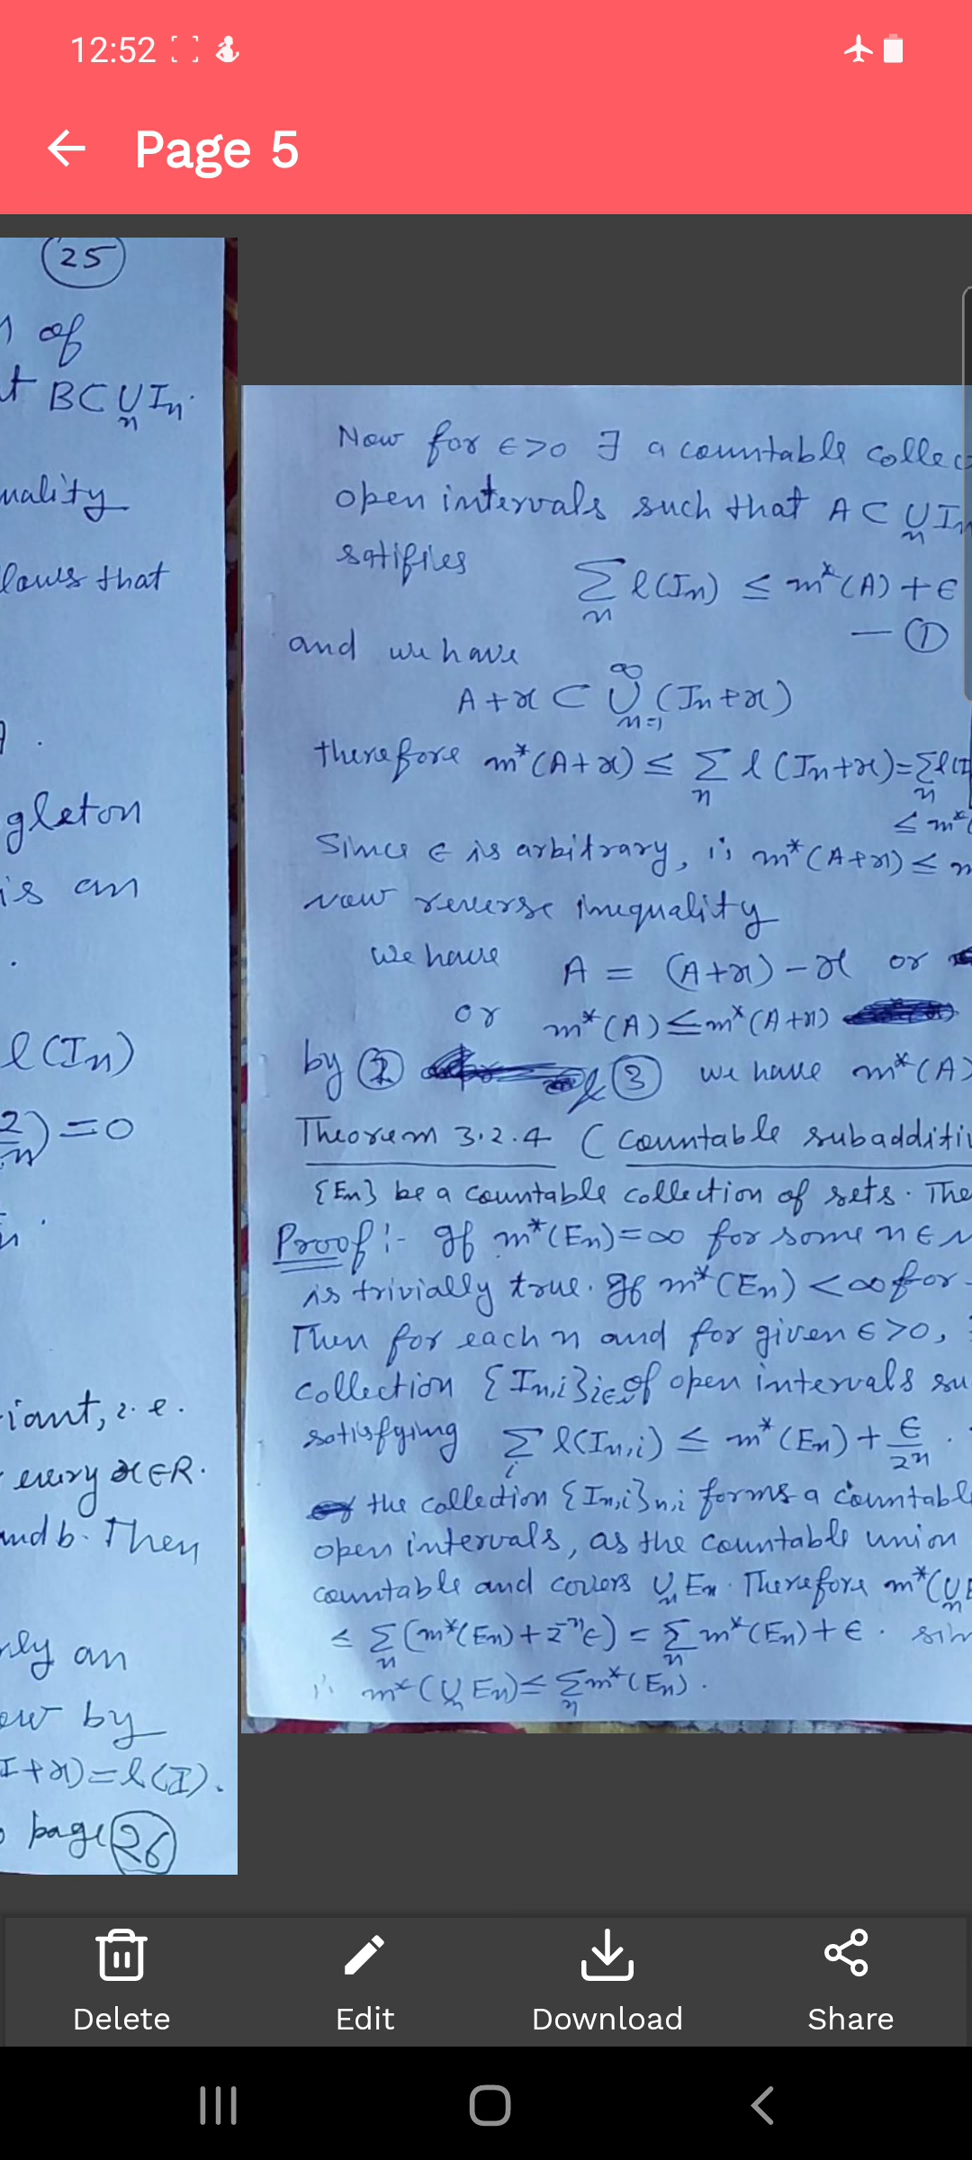 12:52
Page 5
25
of
BC∪In.
n
uality
lows that
gleton
is an
l(In)
)=0
iant, i.e.
every x∈R.
and b. Then
an
by
I+x)=l(I).
page 26
Now for ϵ>0 ∃ a countable collec
open intervals such that A⊂∪In
n
satifies
∑ l(In) ≤ m*(A)+ϵ
n
— ①
and we have
A+x ⊂ ∪ (In+x)
∞
n=1
therefore m*(A+x) ≤ ∑ l(In+x)=∑l(I
n n
≤ m*(
Since ϵ is arbitrary, ∴ m*(A+x) ≤ m
now reverse inequality
we have A = (A+x)-x or
or m*(A)≤m*(A+x)
by ② & ③ we have m*(A)
Theorem 3.2.4 (Countable subadditi
{En} be a countable collection of sets. The
Proof:- If m*(En)=∞ for some n∈N
is trivially true. If m*(En)<∞ for
Then for each n and for given ϵ>0,
collection {In,i}i∈ of open intervals su
satisfying ∑ l(In,i) ≤ m*(En)+ϵ/2ⁿ.
i
the collection {In,i}n,i forms a countabl
open intervals, as the countable union
countable and covers ∪En. Therefore m*(∪E
n n
≤ ∑(m*(En)+2⁻ⁿϵ) = ∑m*(En)+ϵ. sin
n n
∴ m*(∪En)≤∑m*(En).
n n
Delete
Edit
Download
Share